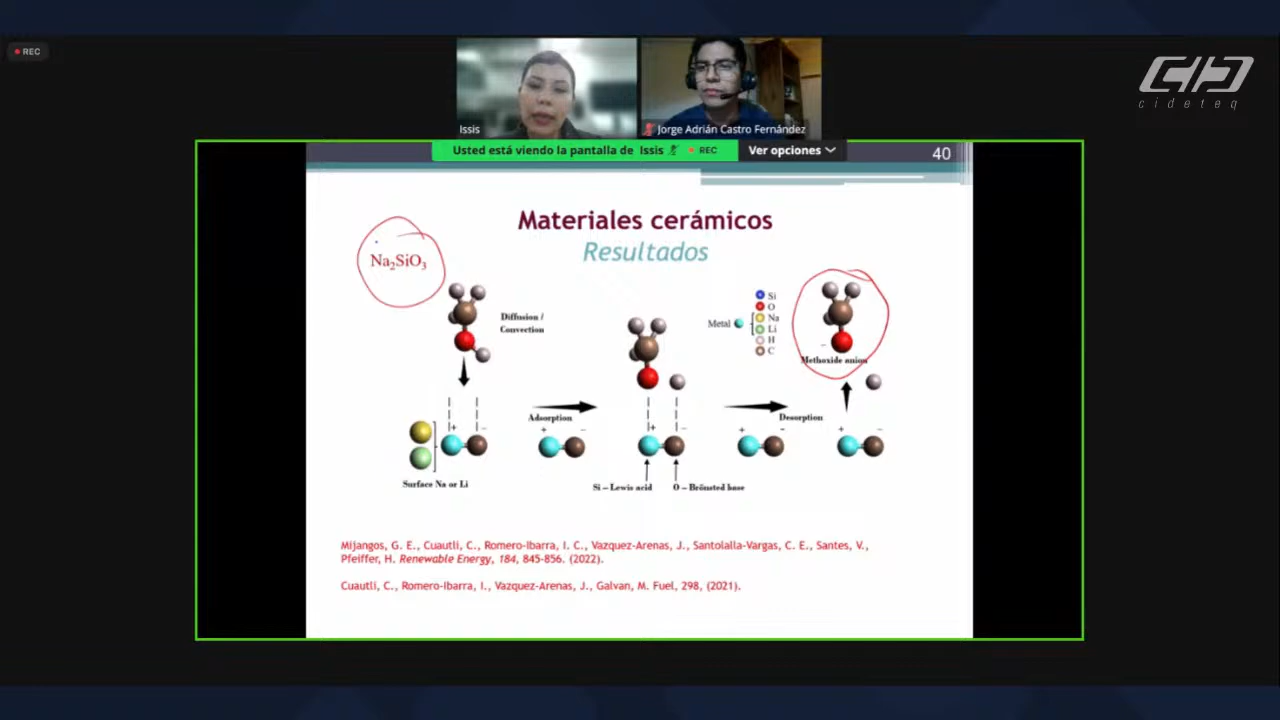 REC
cideteq
Issis
Jorge Adrián Castro Fernández
Usted está viendo la pantalla de Issis
REC
Ver opciones
40
Materiales cerámicos
Resultados
Na₂SiO₃
Diffusion /
Convection
Metal
Si
O
Na
Li
H
C
−
Methoxide anion
Adsorption
Desorption
+ −
+ −
+ −
+ −
+ −
Surface Na or Li
Si – Lewis acid
O – Brönsted base
Mijangos, G. E., Cuautli, C., Romero-Ibarra, I. C., Vazquez-Arenas, J., Santolalla-Vargas, C. E., Santes, V.,
Pfeiffer, H. Renewable Energy, 184, 845-856. (2022).
Cuautli, C., Romero-Ibarra, I., Vazquez-Arenas, J., Galvan, M. Fuel, 298, (2021).